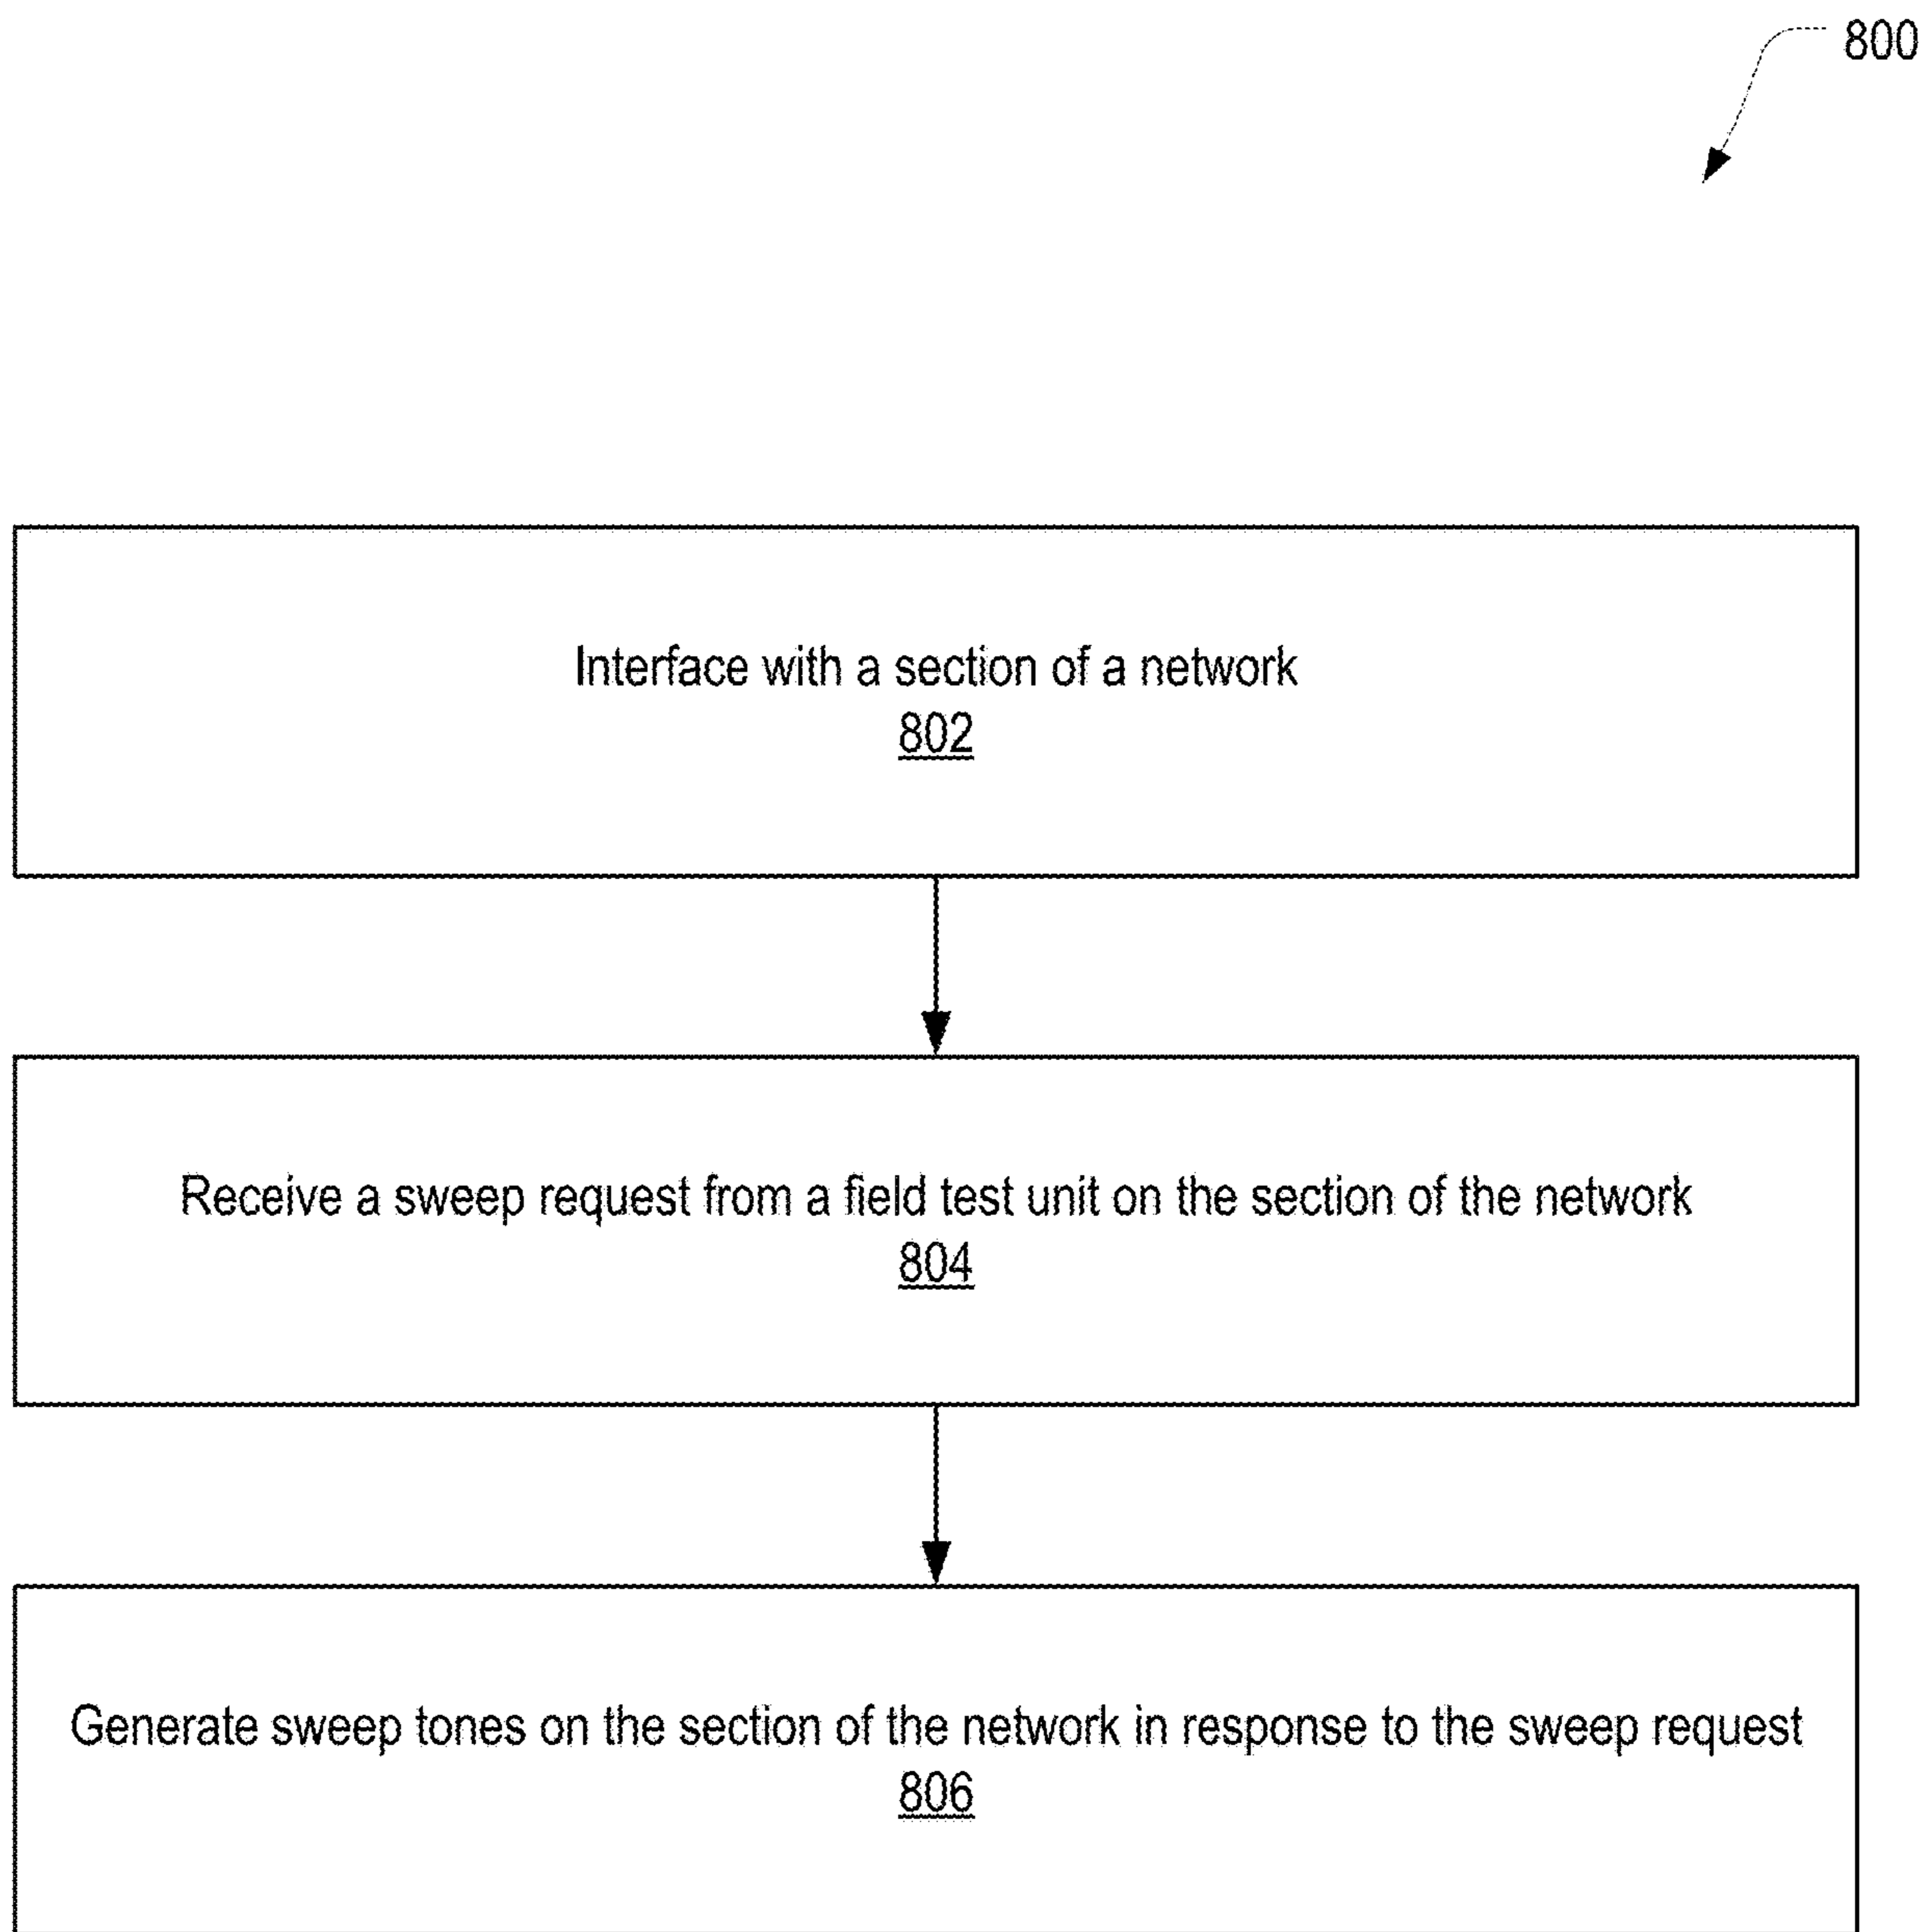 800
Interface with a section of a network
802
Receive a sweep request from a field test unit on the section of the network
804
Generate sweep tones on the section of the network in response to the sweep request
806